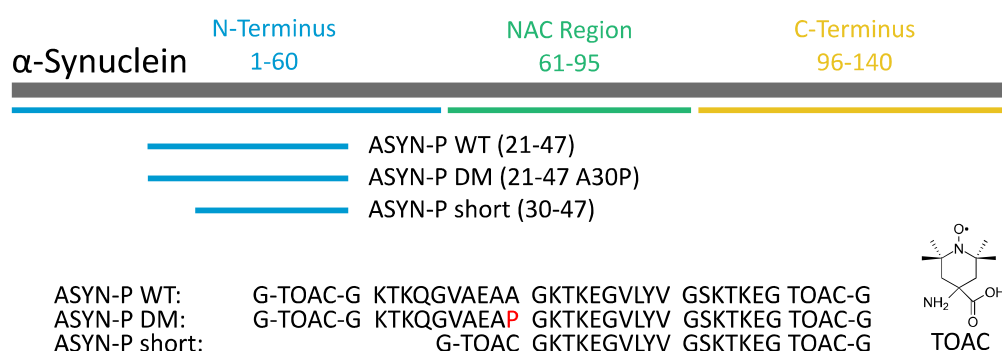 N-Terminus NAC Region C-Terminus
α-Synuclein 1-60 61-95 96-140
ASYN-P WT (21-47)
ASYN-P DM (21-47 A30P)
ASYN-P short (30-47)
O•
N
NH₂ OH
O
ASYN-P WT: G-TOAC-G KTKQGVAEAA GKTKEGVLYV GSKTKEG TOAC-G
ASYN-P DM: G-TOAC-G KTKQGVAEAP GKTKEGVLYV GSKTKEG TOAC-G
ASYN-P short: G-TOAC GKTKEGVLYV GSKTKEG TOAC-G
TOAC